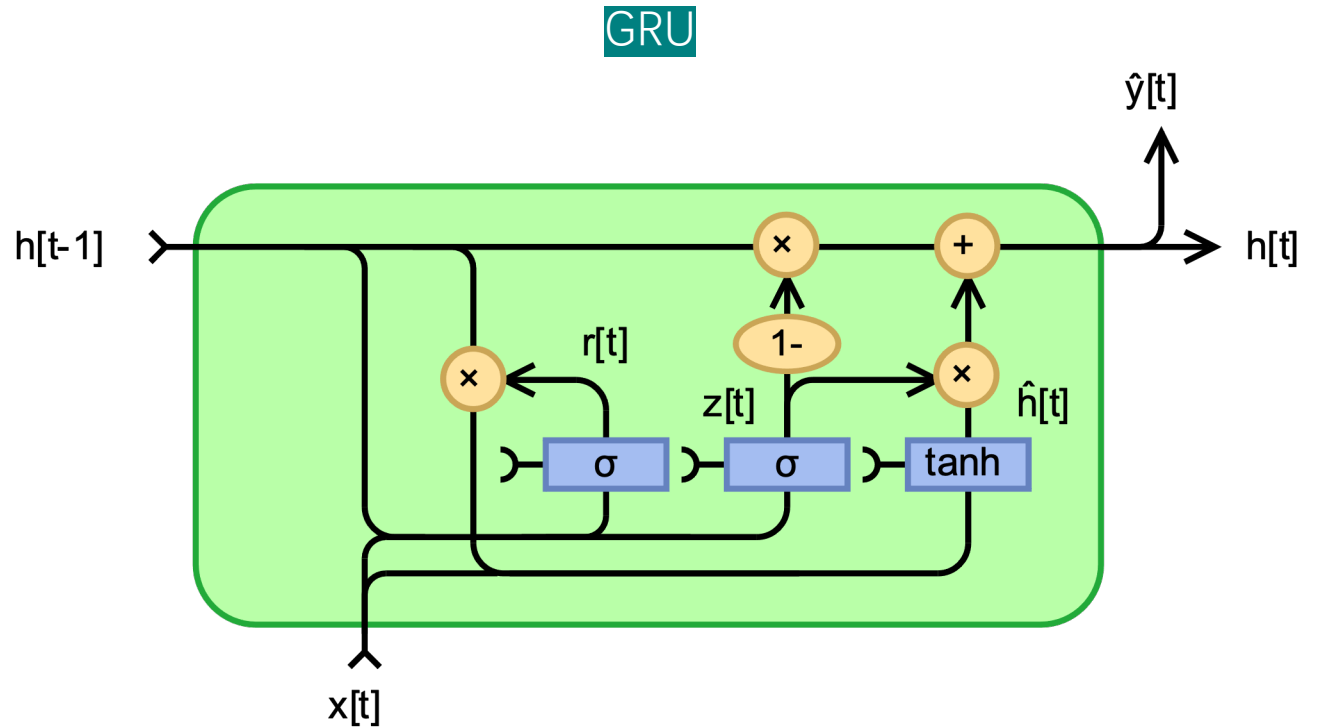 GRU
ŷ[t]
h[t-1]
×
+
h[t]
r[t]
1-
×
×
z[t]
ĥ[t]
σ
σ
tanh
x[t]